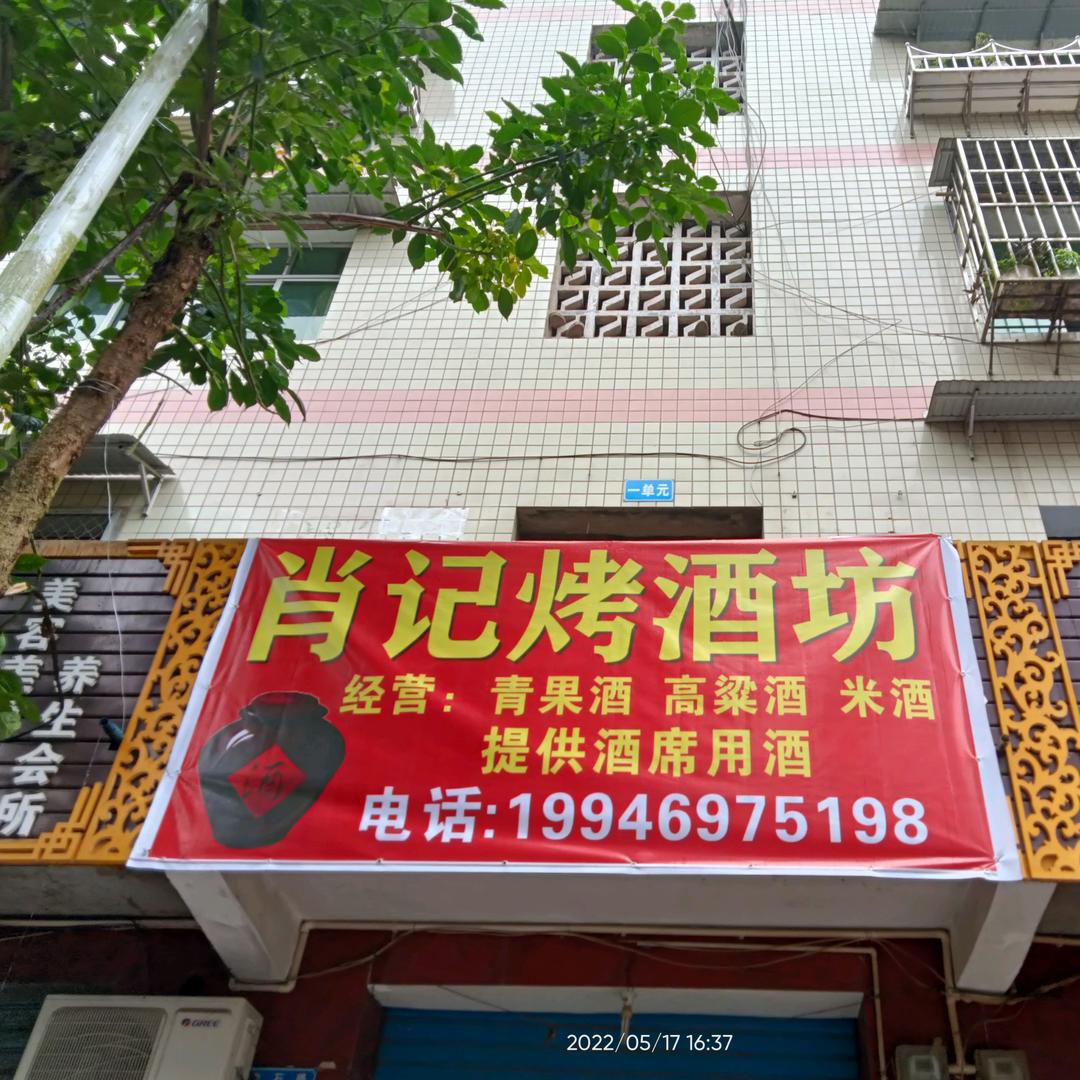 一单元
肖记烤酒坊
经营：青果酒 高粱酒 米酒
提供酒席用酒
电话:19946975198
酒
美容养
养生会所
GREE
2022/05/17 16:37